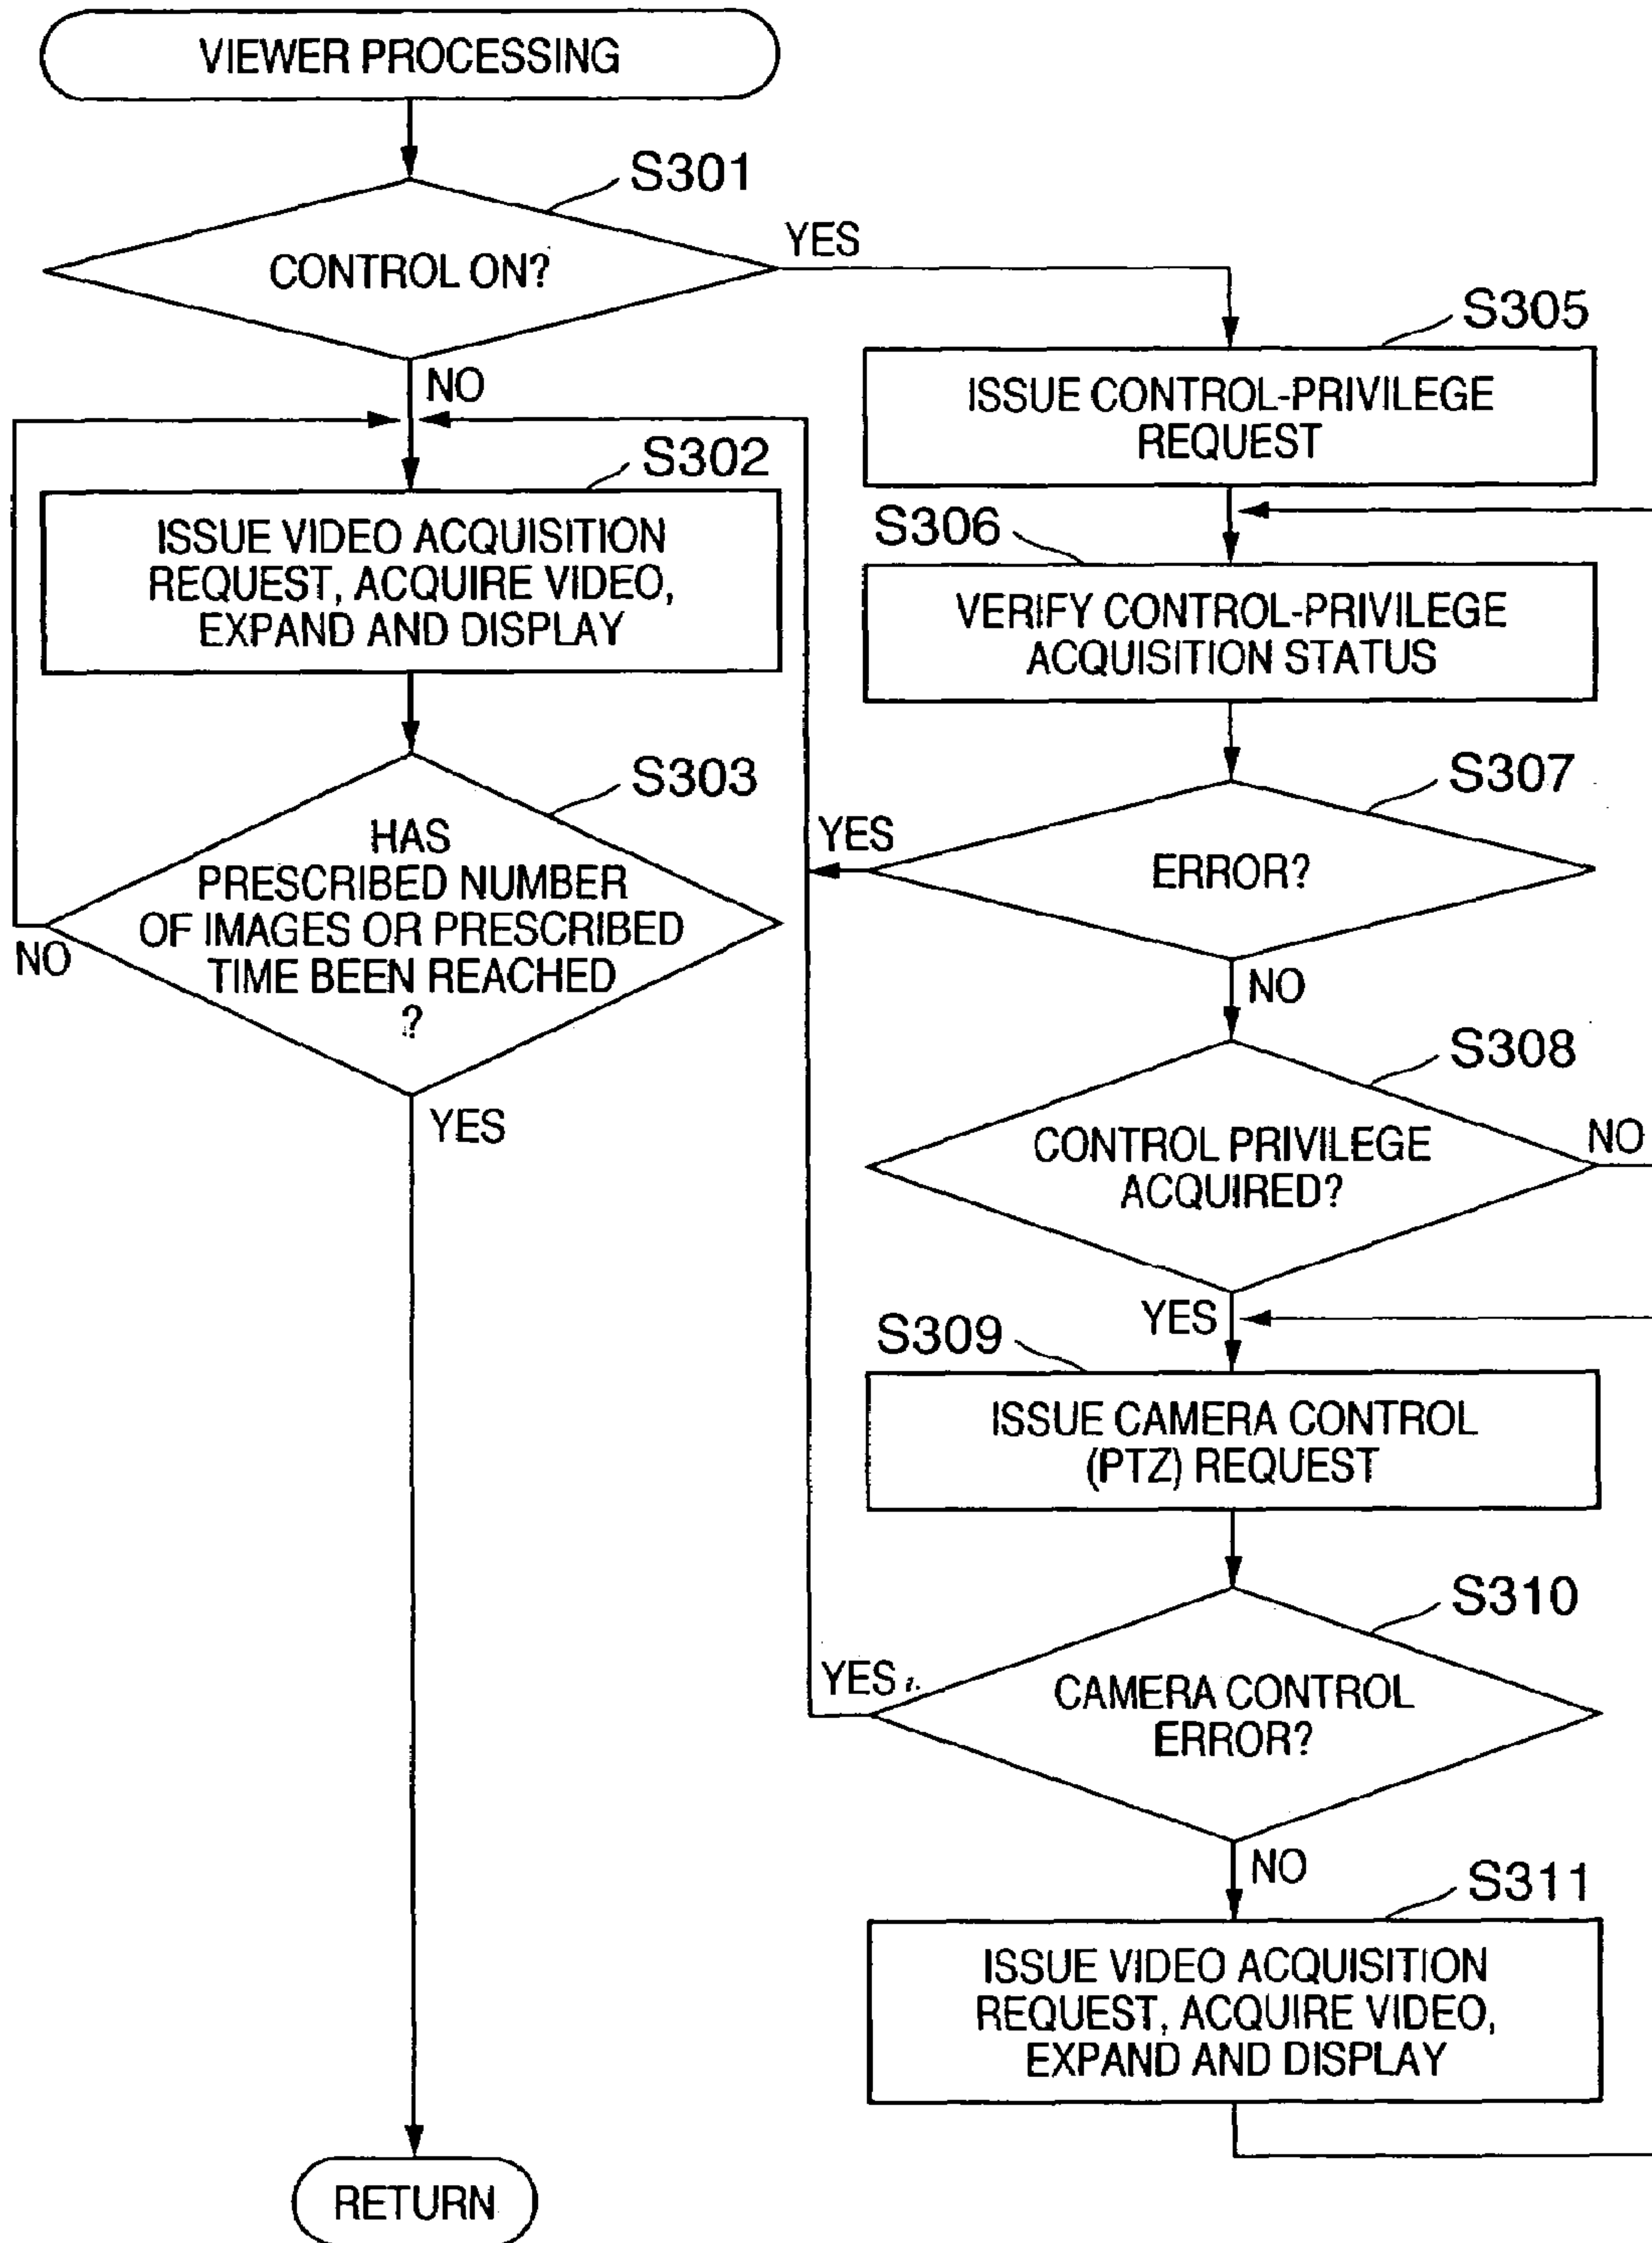 VIEWER PROCESSING
S301
CONTROL ON?
YES
NO
S302
ISSUE VIDEO ACQUISITION
REQUEST, ACQUIRE VIDEO,
EXPAND AND DISPLAY
S303
HAS
PRESCRIBED NUMBER
OF IMAGES OR PRESCRIBED
TIME BEEN REACHED
?
NO
YES
RETURN
S305
ISSUE CONTROL-PRIVILEGE
REQUEST
S306
VERIFY CONTROL-PRIVILEGE
ACQUISITION STATUS
S307
YES
ERROR?
NO
S308
CONTROL PRIVILEGE
ACQUIRED?
NO
YES
S309
ISSUE CAMERA CONTROL
(PTZ) REQUEST
S310
YES
CAMERA CONTROL
ERROR?
NO
S311
ISSUE VIDEO ACQUISITION
REQUEST, ACQUIRE VIDEO,
EXPAND AND DISPLAY